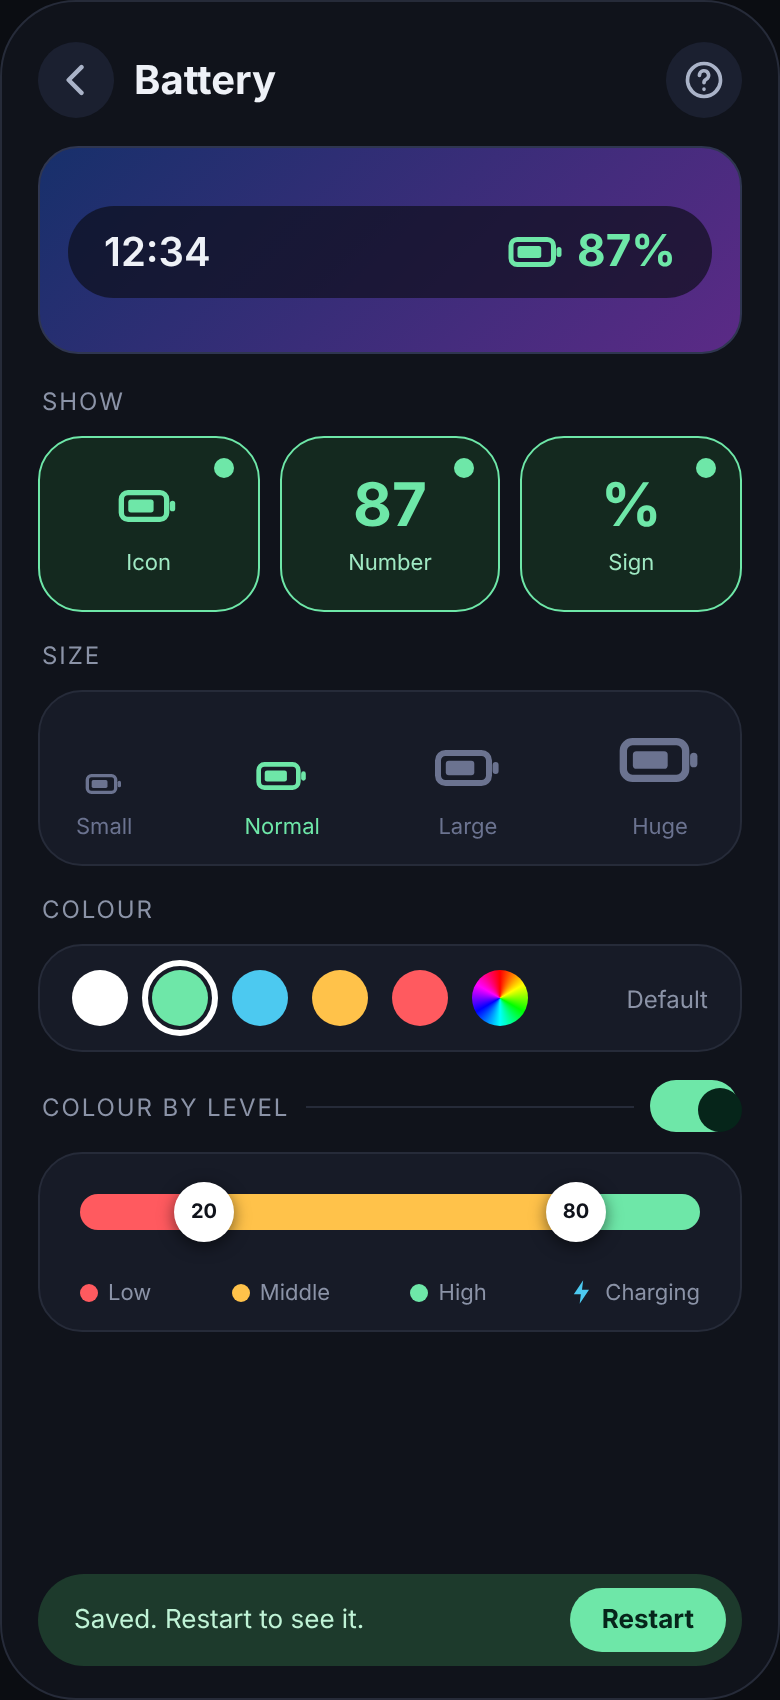 Battery
12:34
87%
SHOW
87
%
Icon
Number
Sign
SIZE
Small
Normal
Large
Huge
COLOUR
Default
COLOUR BY LEVEL
20
80
Low
Middle
High
Charging
Saved. Restart to see it.
Restart